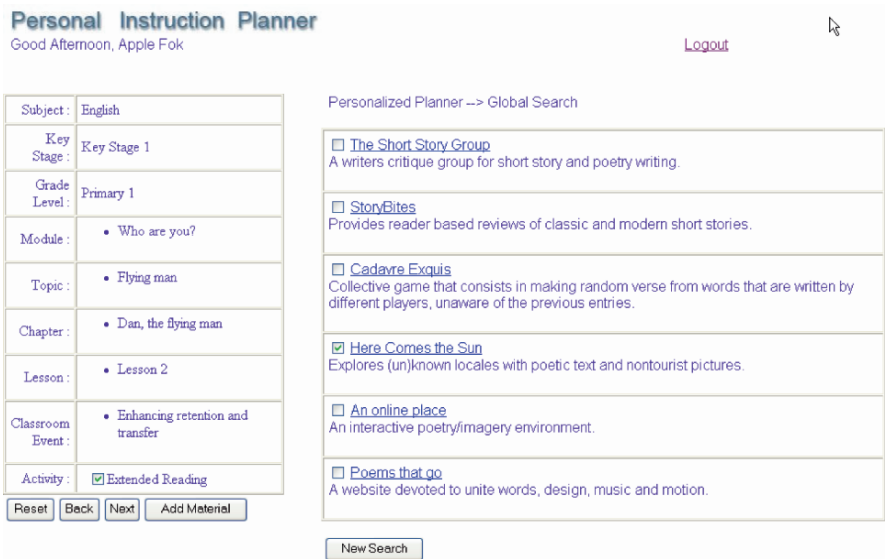 Personal Instruction Planner
Good Afternoon, Apple Fok
Logout
Subject : English
Key
Stage : Key Stage 1
Grade
Level : Primary 1
Module : • Who are you?
Topic : • Flying man
Chapter : • Dan, the flying man
Lesson : • Lesson 2
Classroom
Event : • Enhancing retention and
transfer
Activity : Extended Reading
Reset Back Next Add Material
Personalized Planner --> Global Search
The Short Story Group
A writers critique group for short story and poetry writing.
StoryBites
Provides reader based reviews of classic and modern short stories.
Cadavre Exquis
Collective game that consists in making random verse from words that are written by
different players, unaware of the previous entries.
Here Comes the Sun
Explores (un)known locales with poetic text and nontourist pictures.
An online place
An interactive poetry/imagery environment.
Poems that go
A website devoted to unite words, design, music and motion.
New Search